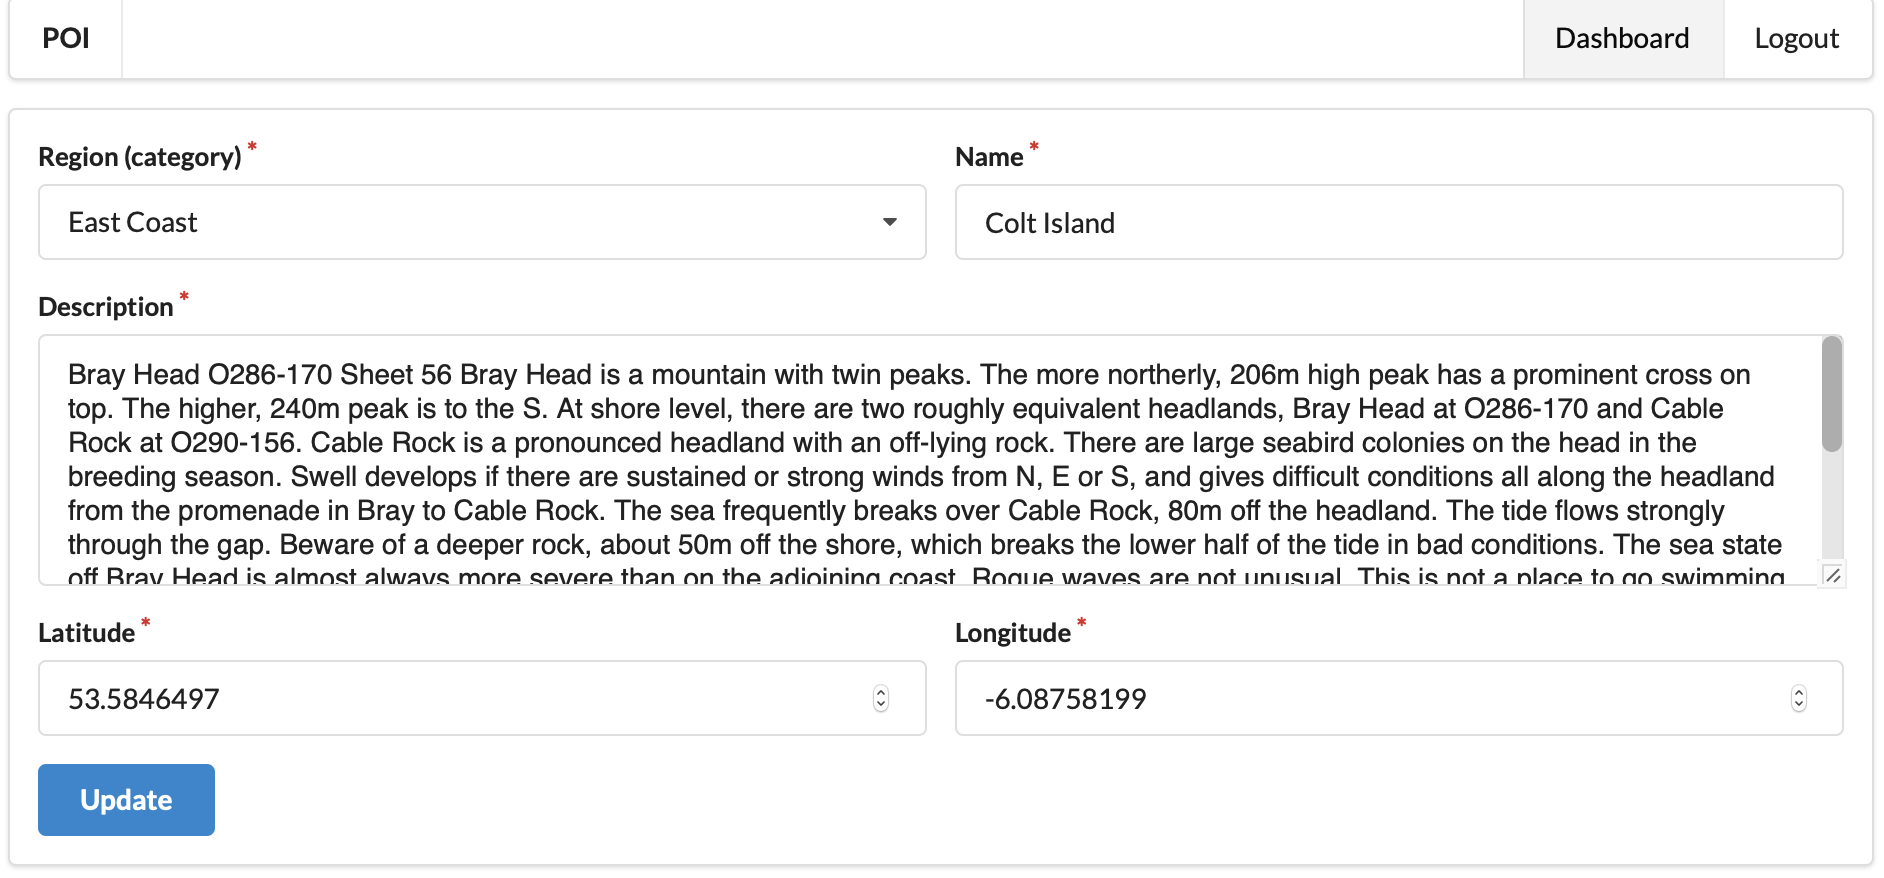 POI
Dashboard
Logout
Region (category) *
Name *
East Coast
Colt Island
Description *
Bray Head O286-170 Sheet 56 Bray Head is a mountain with twin peaks. The more northerly, 206m high peak has a prominent cross on
top. The higher, 240m peak is to the S. At shore level, there are two roughly equivalent headlands, Bray Head at O286-170 and Cable
Rock at O290-156. Cable Rock is a pronounced headland with an off-lying rock. There are large seabird colonies on the head in the
breeding season. Swell develops if there are sustained or strong winds from N, E or S, and gives difficult conditions all along the headland
from the promenade in Bray to Cable Rock. The sea frequently breaks over Cable Rock, 80m off the headland. The tide flows strongly
through the gap. Beware of a deeper rock, about 50m off the shore, which breaks the lower half of the tide in bad conditions. The sea state
off Bray Head is almost always more severe than on the adjoining coast. Rogue waves are not unusual. This is not a place to go swimming
Latitude *
Longitude *
53.5846497
-6.08758199
Update